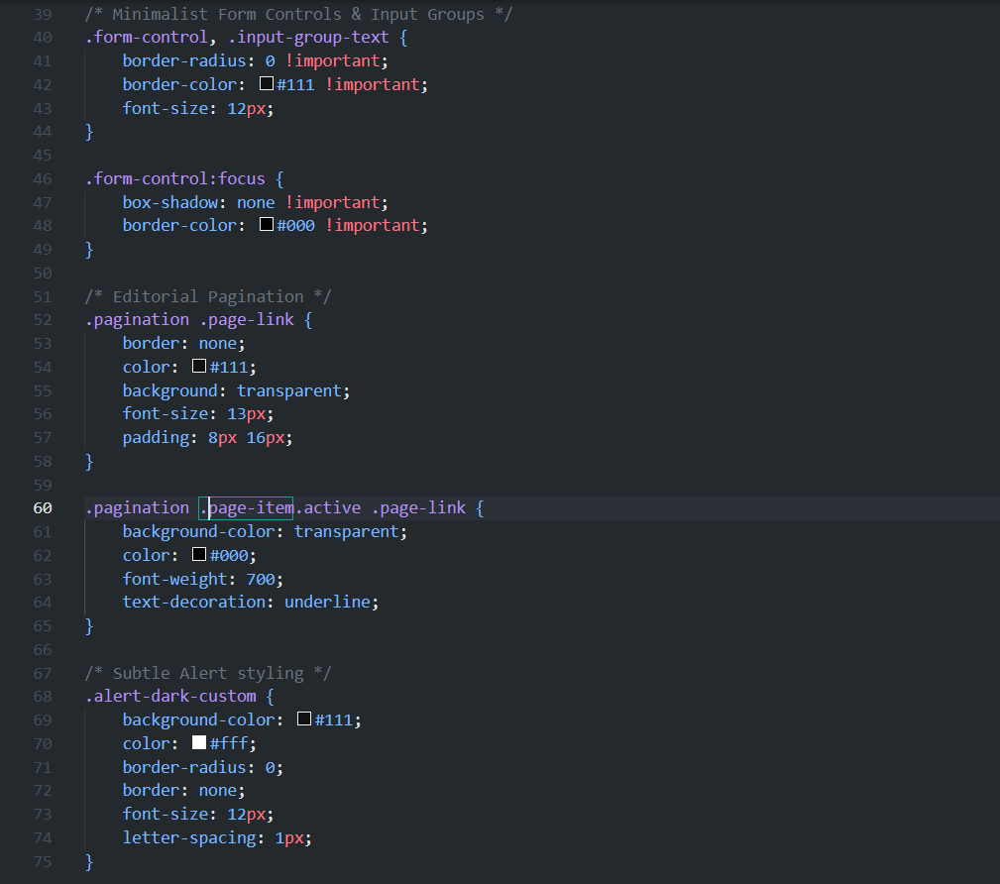 39 /* Minimalist Form Controls & Input Groups */
40 .form-control, .input-group-text {
41     border-radius: 0 !important;
42     border-color: #111 !important;
43     font-size: 12px;
44 }
45
46 .form-control:focus {
47     box-shadow: none !important;
48     border-color: #000 !important;
49 }
50
51 /* Editorial Pagination */
52 .pagination .page-link {
53     border: none;
54     color: #111;
55     background: transparent;
56     font-size: 13px;
57     padding: 8px 16px;
58 }
59
60 .pagination .page-item.active .page-link {
61     background-color: transparent;
62     color: #000;
63     font-weight: 700;
64     text-decoration: underline;
65 }
66
67 /* Subtle Alert styling */
68 .alert-dark-custom {
69     background-color: #111;
70     color: #fff;
71     border-radius: 0;
72     border: none;
73     font-size: 12px;
74     letter-spacing: 1px;
75 }